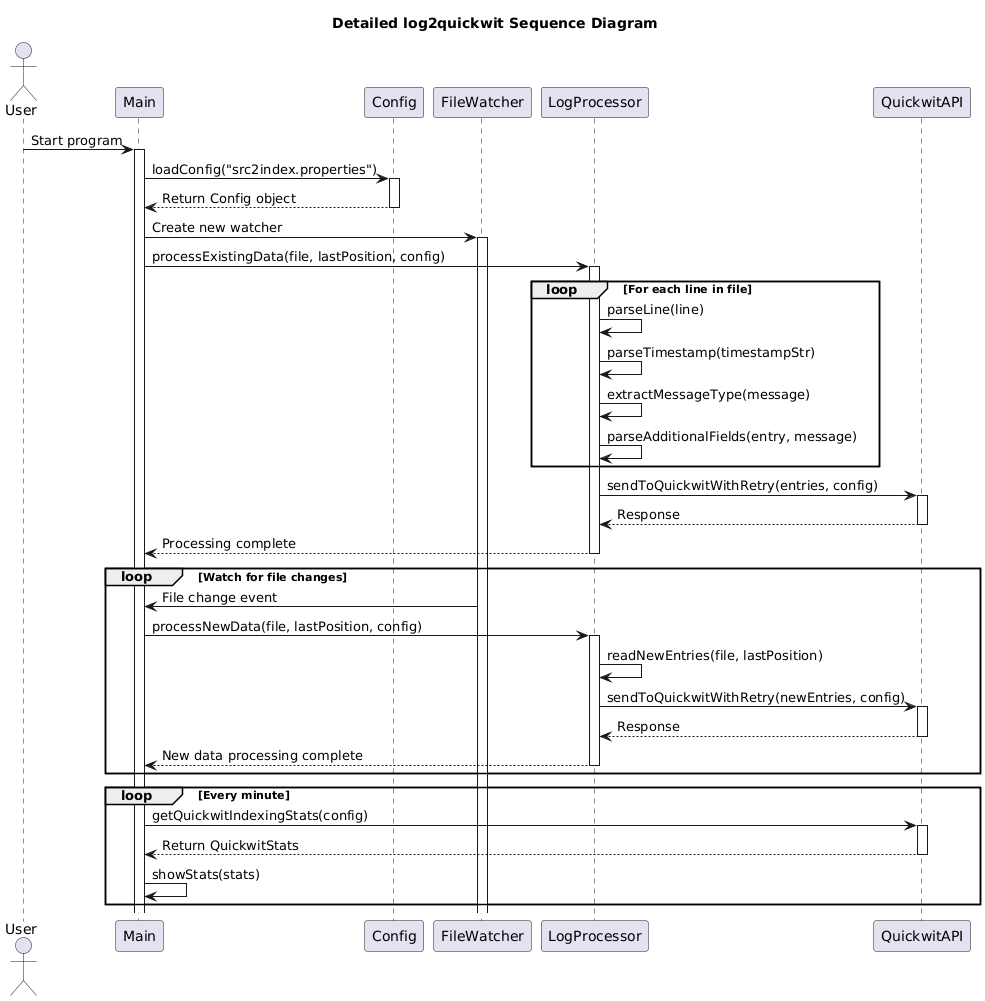 Detailed log2quickwit Sequence Diagram
User
Main
Config
FileWatcher
LogProcessor
QuickwitAPI
Start program
loadConfig("src2index.properties")
Return Config object
Create new watcher
processExistingData(file, lastPosition, config)
loop
[For each line in file]
parseLine(line)
parseTimestamp(timestampStr)
extractMessageType(message)
parseAdditionalFields(entry, message)
sendToQuickwitWithRetry(entries, config)
Response
Processing complete
loop
[Watch for file changes]
File change event
processNewData(file, lastPosition, config)
readNewEntries(file, lastPosition)
sendToQuickwitWithRetry(newEntries, config)
Response
New data processing complete
loop
[Every minute]
getQuickwitIndexingStats(config)
Return QuickwitStats
showStats(stats)
User
Main
Config
FileWatcher
LogProcessor
QuickwitAPI